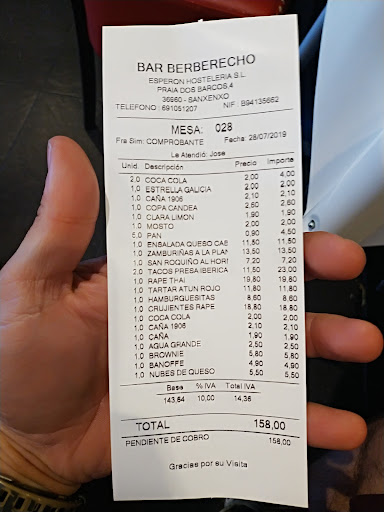 BAR BERBERECHO
ESPERON HOSTELERIA S.L.
PRAIA DOS BARCOS,4
36960 - SANXENXO
TELEFONO : 691051207 NIF B94135662
MESA: 028
Fra Sim: COMPROBANTE Fecha: 28/07/2019
Le Atendió: Jose
Unid. Descripción Precio Importe
2,0 COCA COLA 2,00 4,00
1,0 ESTRELLA GALICIA 2,00 2,00
1,0 CAÑA 1906 2,10 2,10
1,0 COPA CANDEA 2,60 2,60
1,0 CLARA LIMON 1,90 1,90
1,0 MOSTO 2,00 2,00
5,0 PAN 0,90 4,50
1,0 ENSALADA QUESO CAB 11,50 11,50
1,0 ZAMBURIÑAS A LA PLAN 13,50 13,50
1,0 SAN ROQUIÑO AL HORN 7,20 7,20
2,0 TACOS PRESA IBERICA 11,50 23,00
1,0 RAPE THAI 19,80 19,80
1,0 TARTAR ATUN ROJO 11,80 11,80
1,0 HAMBURGUESITAS 8,60 8,60
1,0 CRUJIENTES RAPE 18,80 18,80
1,0 COCA COLA 2,00 2,00
1,0 CAÑA 1906 2,10 2,10
1,0 CAÑA 1,90 1,90
1,0 AGUA GRANDE 2,50 2,50
1,0 BROWNIE 5,80 5,80
1,0 BANOFFE 4,90 4,90
1,0 NUBES DE QUESO 5,50 5,50
Base % IVA Total IVA
143,64 10,00 14,36
TOTAL 158,00
PENDIENTE DE COBRO 158,00
Gracias por su Visita